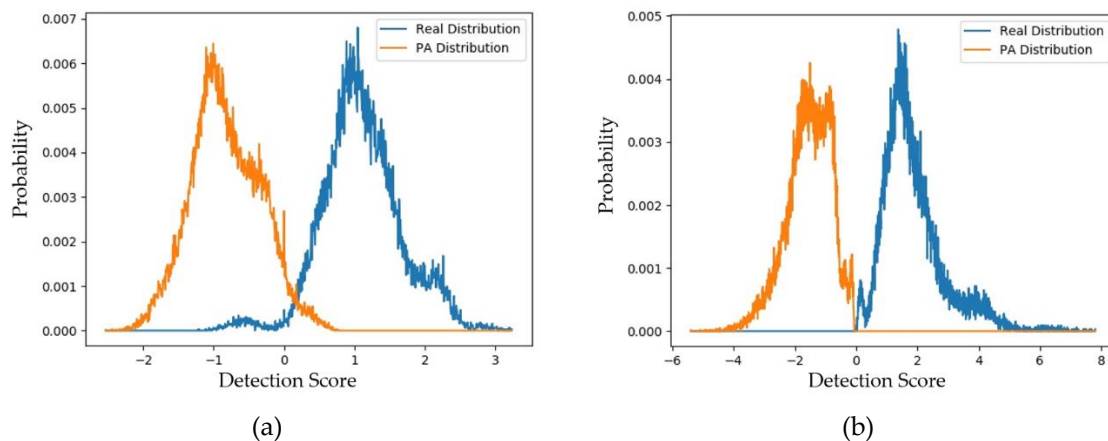 0.007
0.006
0.005
0.004
0.003
0.002
0.001
0.000
Probability
Real Distribution
PA Distribution
−2 −1 0 1 2 3
Detection Score
(a)
0.005
0.004
0.003
0.002
0.001
0.000
Probability
Real Distribution
PA Distribution
−6 −4 −2 0 2 4 6 8
Detection Score
(b)